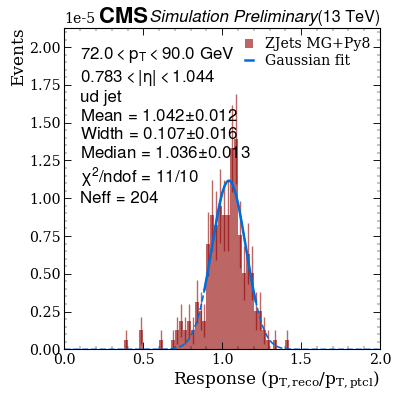 1e-5 CMS Simulation Preliminary (13 TeV)
Events
2.00
1.75
1.50
1.25
1.00
0.75
0.50
0.25
0.00
72.0 < pT < 90.0 GeV
0.783 < |η| < 1.044
ud jet
Mean = 1.042±0.012
Width = 0.107±0.016
Median = 1.036±0.013
χ²/ndof = 11/10
Neff = 204
ZJets MG+Py8
Gaussian fit
0.0 0.5 1.0 1.5 2.0
Response (pT,reco/pT,ptcl)